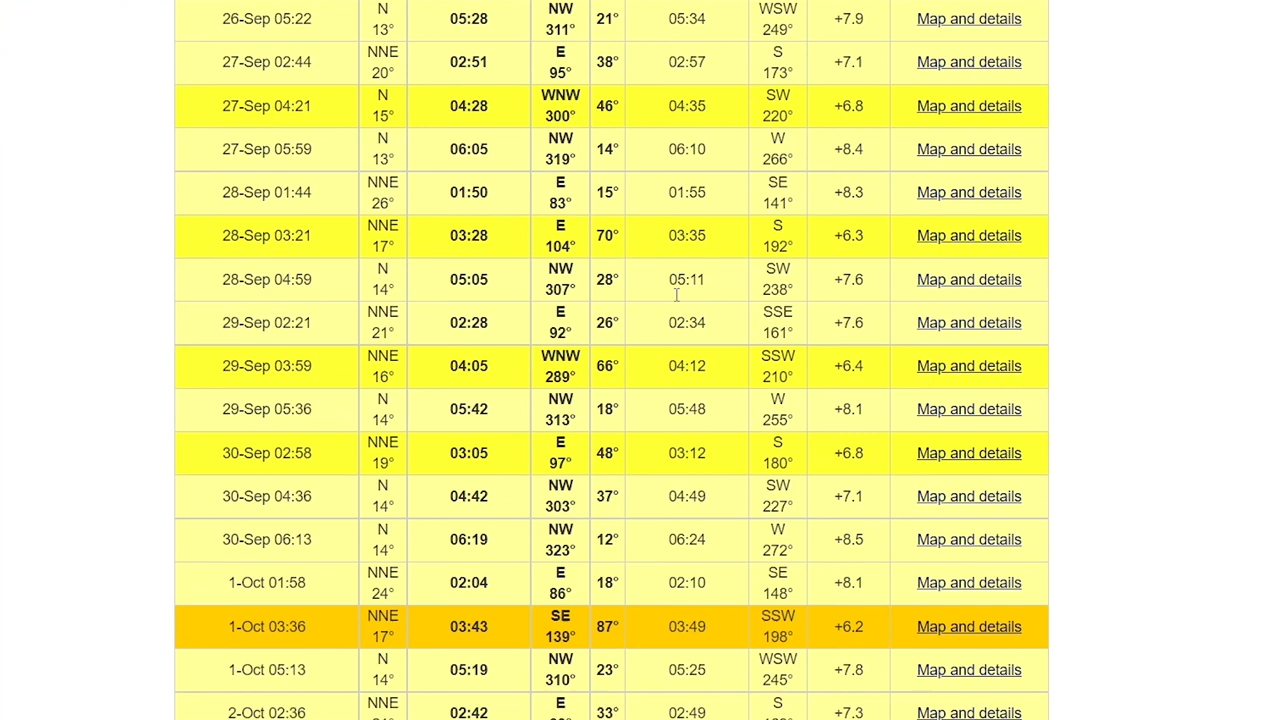 26-Sep 05:22 N 13° 05:28 NW 311° 21° 05:34 WSW 249° +7.9 Map and details
27-Sep 02:44 NNE 20° 02:51 E 95° 38° 02:57 S 173° +7.1 Map and details
27-Sep 04:21 N 15° 04:28 WNW 300° 46° 04:35 SW 220° +6.8 Map and details
27-Sep 05:59 N 13° 06:05 NW 319° 14° 06:10 W 266° +8.4 Map and details
28-Sep 01:44 NNE 26° 01:50 E 83° 15° 01:55 SE 141° +8.3 Map and details
28-Sep 03:21 NNE 17° 03:28 E 104° 70° 03:35 S 192° +6.3 Map and details
28-Sep 04:59 N 14° 05:05 NW 307° 28° 05:11 SW 238° +7.6 Map and details
29-Sep 02:21 NNE 21° 02:28 E 92° 26° 02:34 SSE 161° +7.6 Map and details
29-Sep 03:59 NNE 16° 04:05 WNW 289° 66° 04:12 SSW 210° +6.4 Map and details
29-Sep 05:36 N 14° 05:42 NW 313° 18° 05:48 W 255° +8.1 Map and details
30-Sep 02:58 NNE 19° 03:05 E 97° 48° 03:12 S 180° +6.8 Map and details
30-Sep 04:36 N 14° 04:42 NW 303° 37° 04:49 SW 227° +7.1 Map and details
30-Sep 06:13 N 14° 06:19 NW 323° 12° 06:24 W 272° +8.5 Map and details
1-Oct 01:58 NNE 24° 02:04 E 86° 18° 02:10 SE 148° +8.1 Map and details
1-Oct 03:36 NNE 17° 03:43 SE 139° 87° 03:49 SSW 198° +6.2 Map and details
1-Oct 05:13 N 14° 05:19 NW 310° 23° 05:25 WSW 245° +7.8 Map and details
2-Oct 02:36 NNE 02:42 E 33° 02:49 S +7.3 Map and details